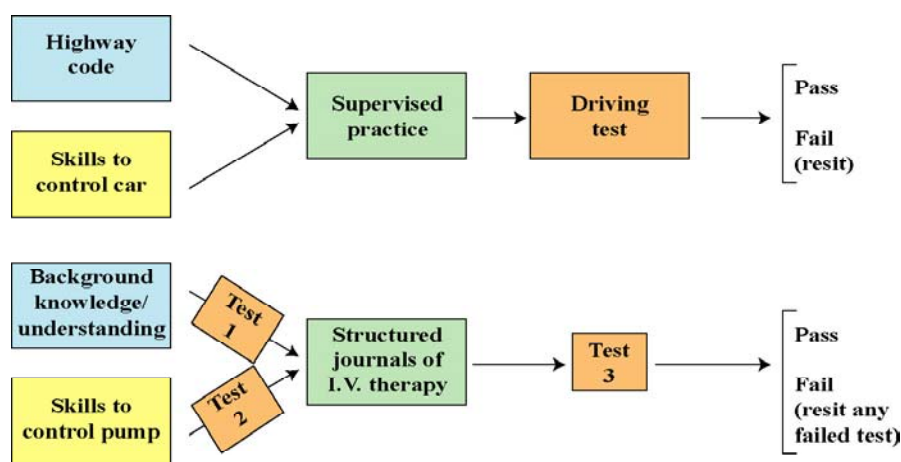 Highway
code
Skills to
control car
Supervised
practice
Driving
test
Pass
Fail
(resit)
Background
knowledge/
understanding
Skills to
control pump
Test
1
Test
2
Structured
journals of
I.V. therapy
Test
3
Pass
Fail
(resit any
failed test)